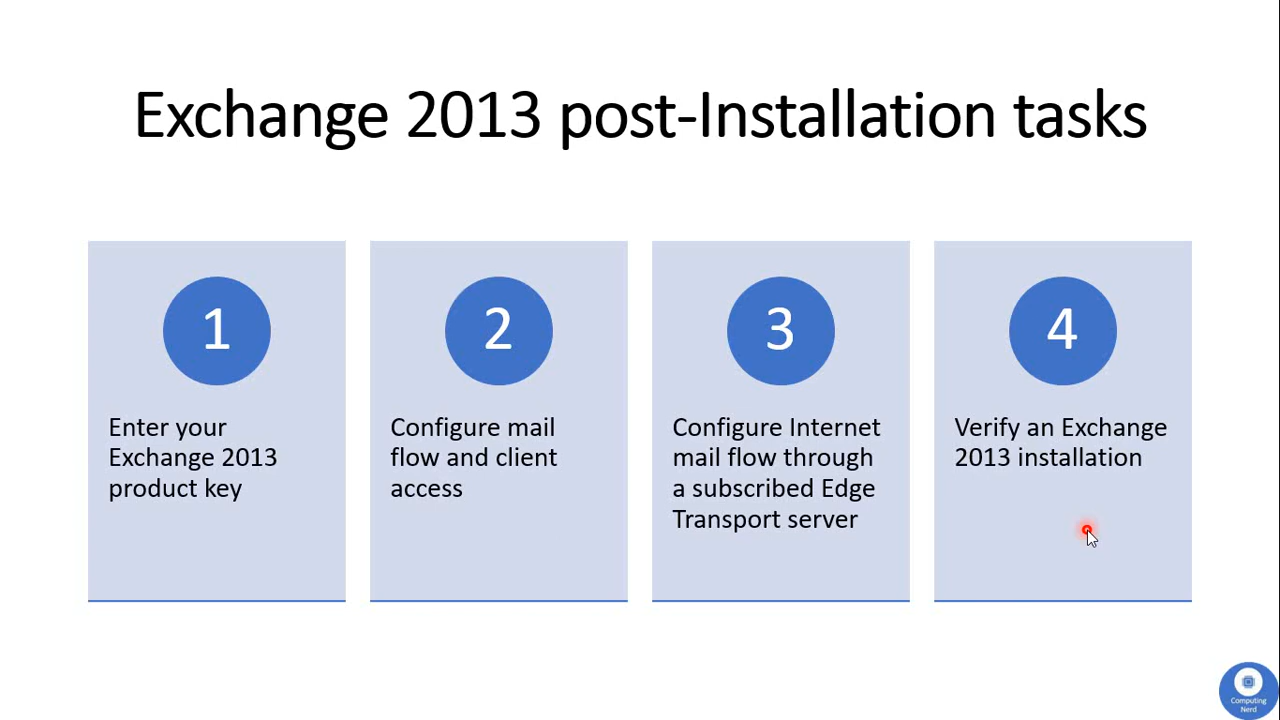 Exchange 2013 post-Installation tasks
1
Enter your
Exchange 2013
product key
2
Configure mail
flow and client
access
3
Configure Internet
mail flow through
a subscribed Edge
Transport server
4
Verify an Exchange
2013 installation
Computing
Nerd